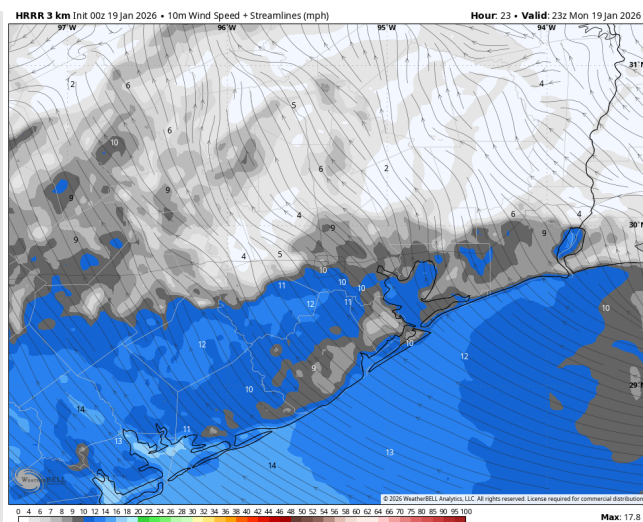 HRRR 3 km Init 00z 19 Jan 2026 • 10m Wind Speed + Streamlines (mph) Hour: 23 • Valid: 23z Mon 19 Jan 2026
97°W 96°W 95°W 94°W
31°N
2 6 4
5
6
10
6 2
9
9
4 6 4
9 9
9 30°N
4 5
10
11 10 10
12 11 10
12 10 12
9
29°N
10
14
11
13
13
14
WeatherBELL
© 2026 WeatherBELL Analytics, LLC. All rights reserved. License required for commercial distribution
0 4 6 7 8 9 10 12 14 16 18 20 22 24 26 28 30 32 34 36 38 40 42 44 46 48 50 52 54 56 60 62 64 66 70 75 80 85 90 95 100
Max: 17.8